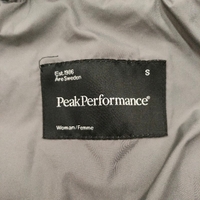 Est.1986
Åre Sweden
S
PeakPerformance®
Woman/Femme